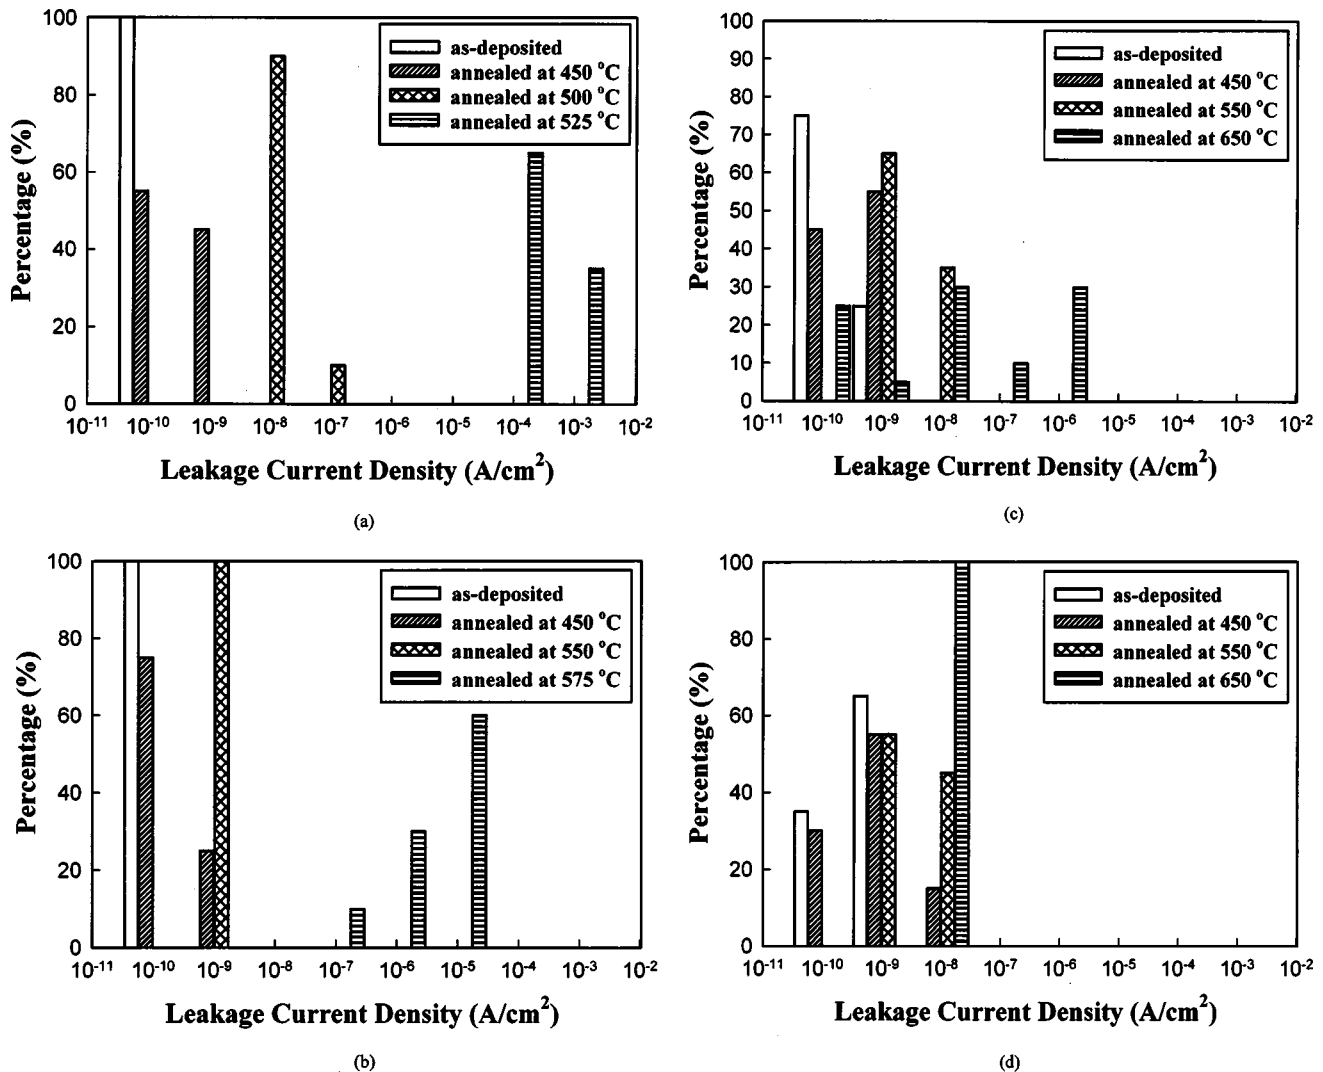 100
80
60
40
20
0
Percentage (%)
as-deposited
annealed at 450 °C
annealed at 500 °C
annealed at 525 °C
10-11 10-10 10-9 10-8 10-7 10-6 10-5 10-4 10-3 10-2
Leakage Current Density (A/cm2)
(a)
100
90
80
70
60
50
40
30
20
10
0
Percentage (%)
as-deposited
annealed at 450 °C
annealed at 550 °C
annealed at 650 °C
10-11 10-10 10-9 10-8 10-7 10-6 10-5 10-4 10-3 10-2
Leakage Current Density (A/cm2)
(c)
100
80
60
40
20
0
Percentage (%)
as-deposited
annealed at 450 °C
annealed at 550 °C
annealed at 575 °C
10-11 10-10 10-9 10-8 10-7 10-6 10-5 10-4 10-3 10-2
Leakage Current Density (A/cm2)
(b)
100
80
60
40
20
0
Percentage (%)
as-deposited
annealed at 450 °C
annealed at 550 °C
annealed at 650 °C
10-11 10-10 10-9 10-8 10-7 10-6 10-5 10-4 10-3 10-2
Leakage Current Density (A/cm2)
(d)